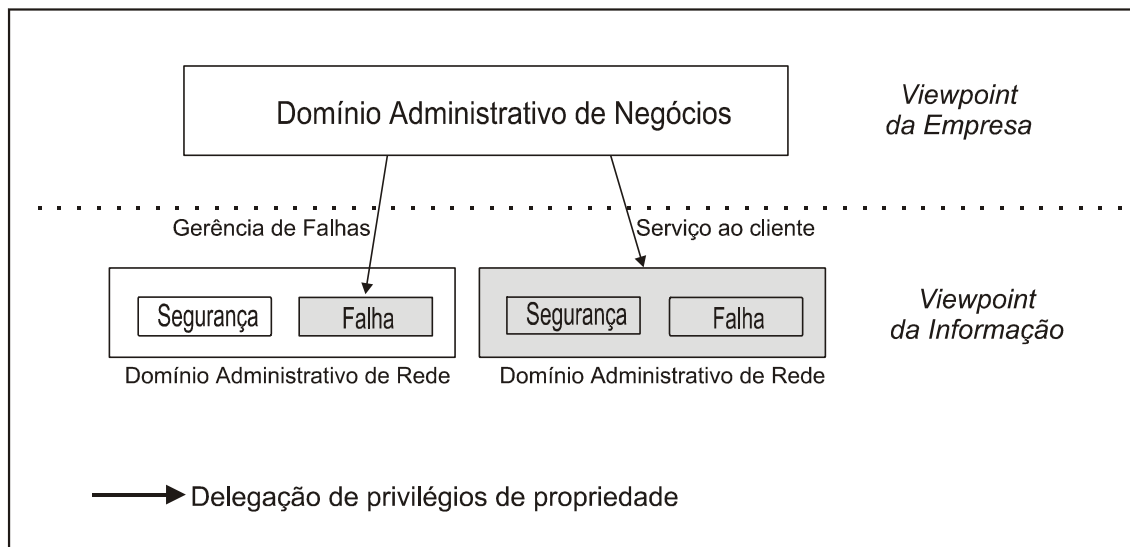 Domínio Administrativo de Negócios
Viewpoint
da Empresa
Gerência de Falhas
Serviço ao cliente
Segurança
Falha
Segurança
Falha
Viewpoint
da Informação
Domínio Administrativo de Rede
Domínio Administrativo de Rede
Delegação de privilégios de propriedade